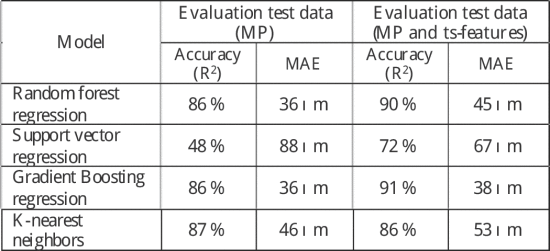 Model
Evaluation test data
(MP)
Evaluation test data
(MP and ts-features)
Accuracy
(R²)
MAE
Accuracy
(R²)
MAE
Random forest
regression
86 %
36 ı m
90 %
45 ı m
Support vector
regression
48 %
88 ı m
72 %
67 ı m
Gradient Boosting
regression
86 %
36 ı m
91 %
38 ı m
K-nearest
neighbors
87 %
46 ı m
86 %
53 ı m